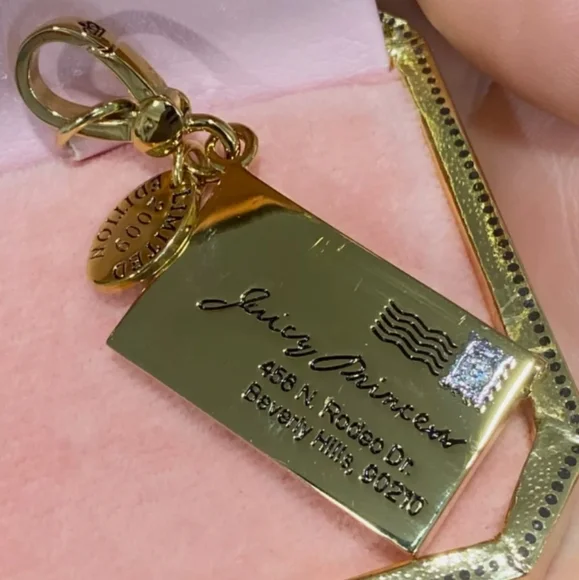 LIMITED
2009
EDITION
Juicy Princess
456 N. Rodeo Dr.
Beverly Hills, 90210